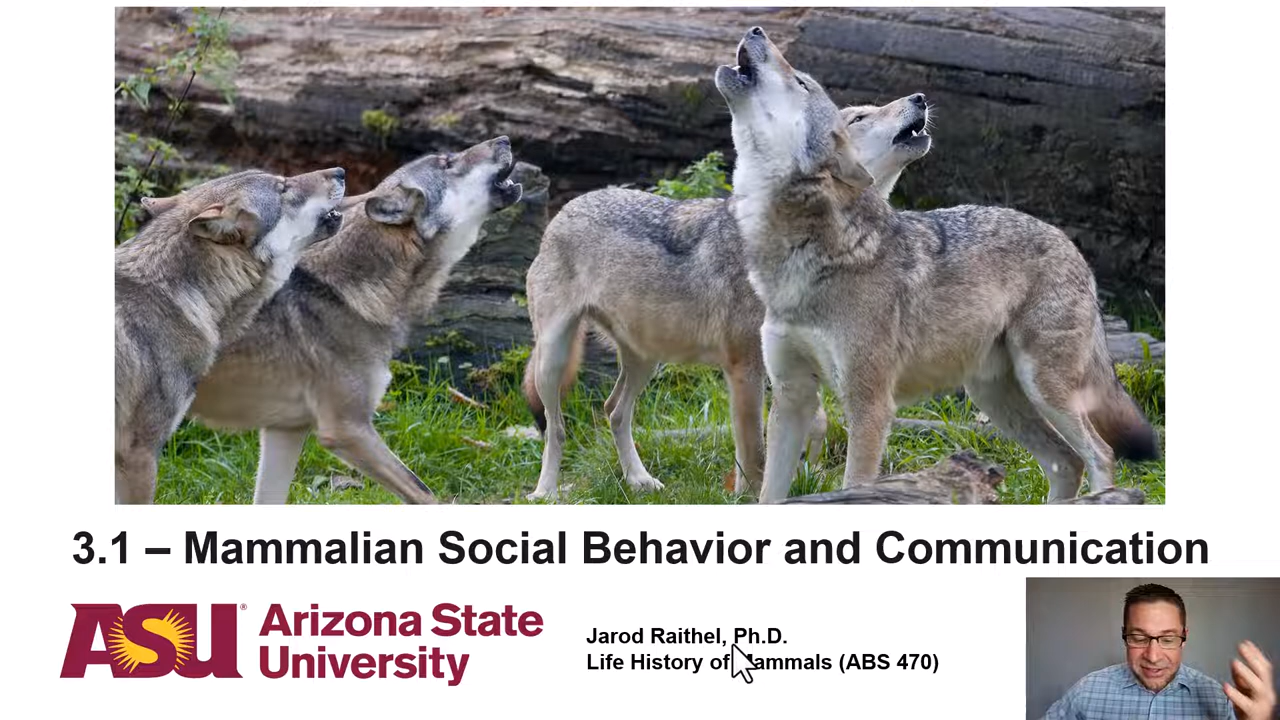 3.1 – Mammalian Social Behavior and Communication
ASU® Arizona State
University
Jarod Raithel, Ph.D.
Life History of Mammals (ABS 470)